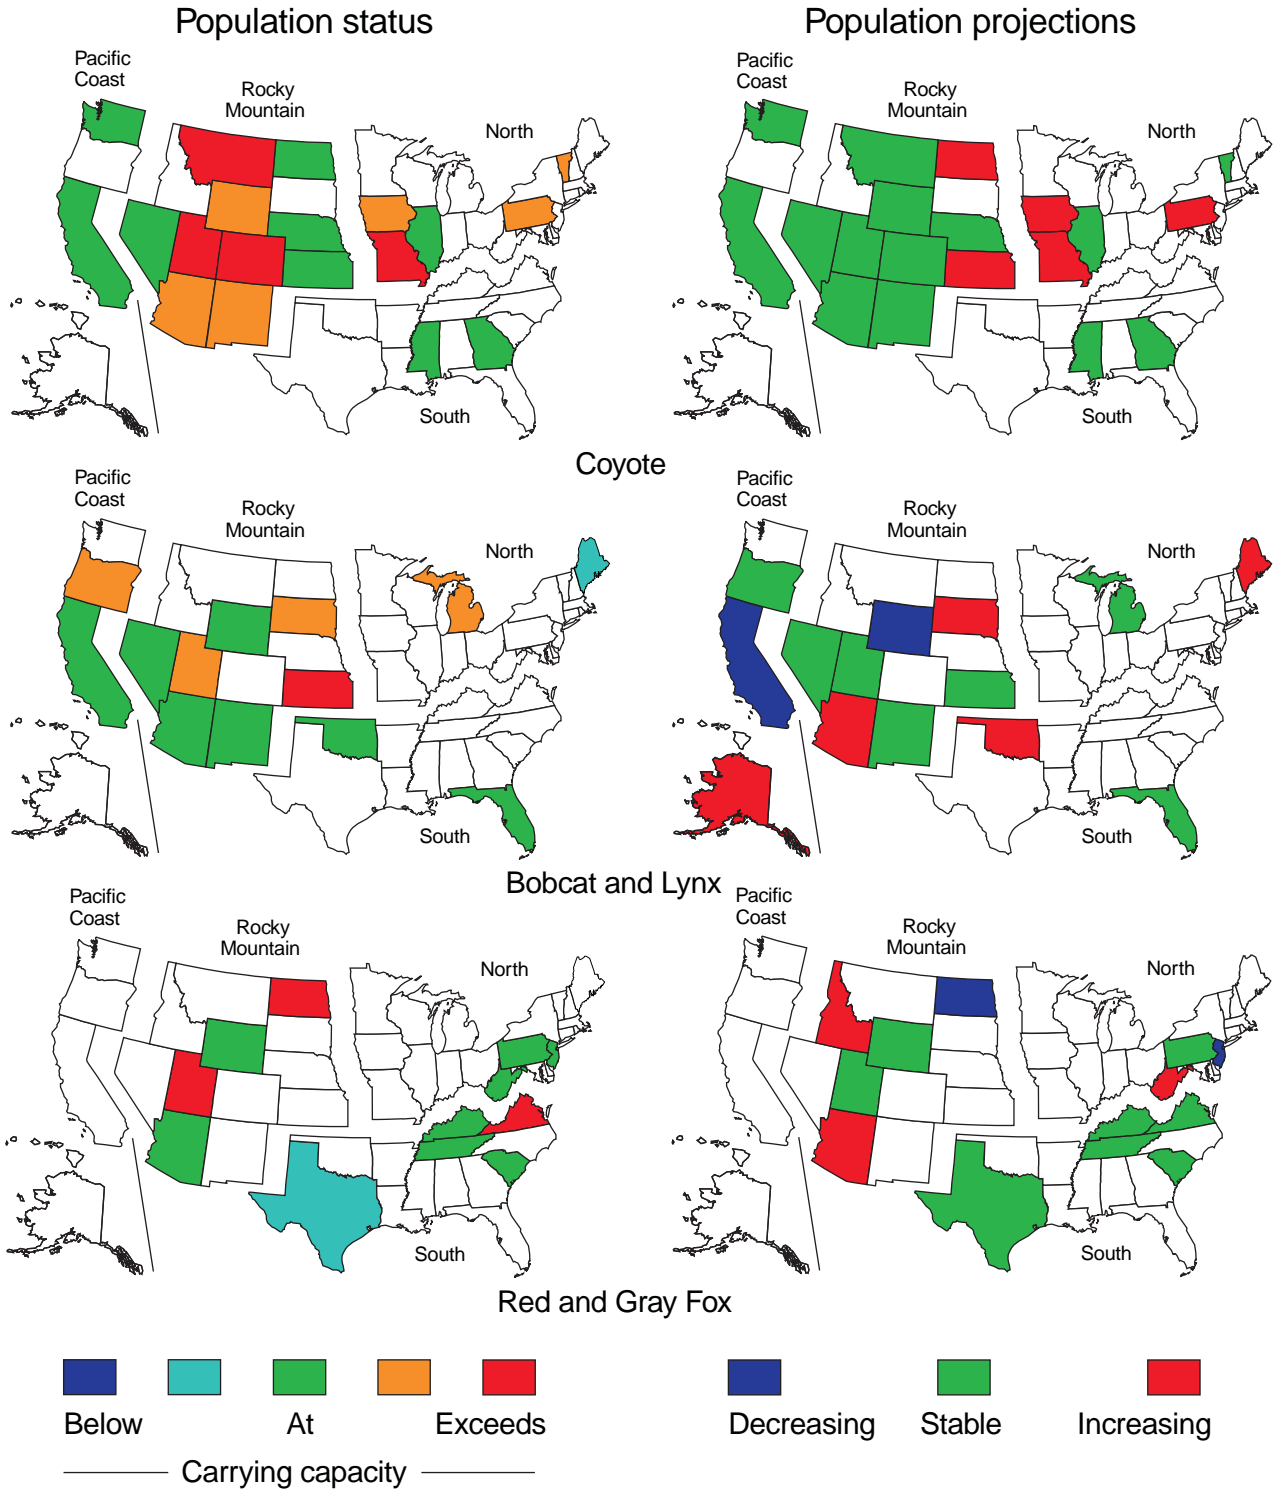 Population status
Population projections
Pacific
Coast
Rocky
Mountain
North
South
Pacific
Coast
Rocky
Mountain
North
South
Coyote
Pacific
Coast
Rocky
Mountain
North
South
Pacific
Coast
Rocky
Mountain
North
South
Bobcat and Lynx
Pacific
Coast
Rocky
Mountain
North
South
Pacific
Coast
Rocky
Mountain
North
South
Red and Gray Fox
Below At Exceeds
Decreasing Stable Increasing
Carrying capacity